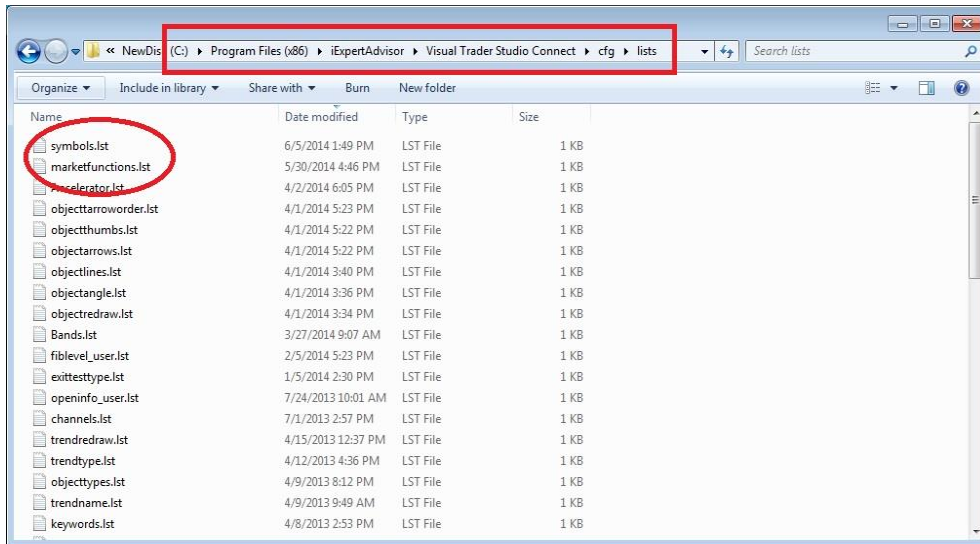 « NewDis (C:) ▸ Program Files (x86) ▸ iExpertAdvisor ▸ Visual Trader Studio Connect ▸ cfg ▸ lists Search lists
Organize Include in library Share with Burn New folder
Name Date modified Type Size
symbols.lst 6/5/2014 1:49 PM LST File 1 KB
marketfunctions.lst 5/30/2014 4:46 PM LST File 1 KB
Accelerator.lst 4/2/2014 6:05 PM LST File 1 KB
objecttarroworder.lst 4/1/2014 5:23 PM LST File 1 KB
objectthumbs.lst 4/1/2014 5:22 PM LST File 1 KB
objectarrows.lst 4/1/2014 5:22 PM LST File 1 KB
objectlines.lst 4/1/2014 3:40 PM LST File 1 KB
objectangle.lst 4/1/2014 3:36 PM LST File 1 KB
objectredraw.lst 4/1/2014 3:34 PM LST File 1 KB
Bands.lst 3/27/2014 9:07 AM LST File 1 KB
fiblevel_user.lst 2/5/2014 5:23 PM LST File 1 KB
exittesttype.lst 1/5/2014 2:30 PM LST File 1 KB
openinfo_user.lst 7/24/2013 10:01 AM LST File 1 KB
channels.lst 7/1/2013 2:57 PM LST File 1 KB
trendredraw.lst 4/15/2013 12:37 PM LST File 1 KB
trendtype.lst 4/12/2013 4:36 PM LST File 1 KB
objecttypes.lst 4/9/2013 8:12 PM LST File 1 KB
trendname.lst 4/9/2013 9:49 AM LST File 1 KB
keywords.lst 4/8/2013 2:53 PM LST File 1 KB